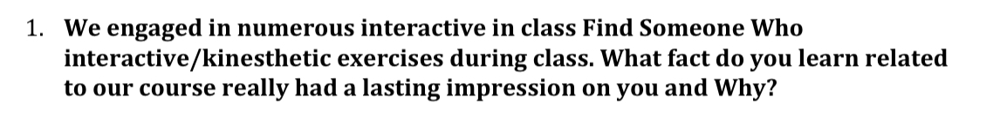 1. We engaged in numerous interactive in class Find Someone Who
interactive/kinesthetic exercises during class. What fact do you learn related
to our course really had a lasting impression on you and Why?